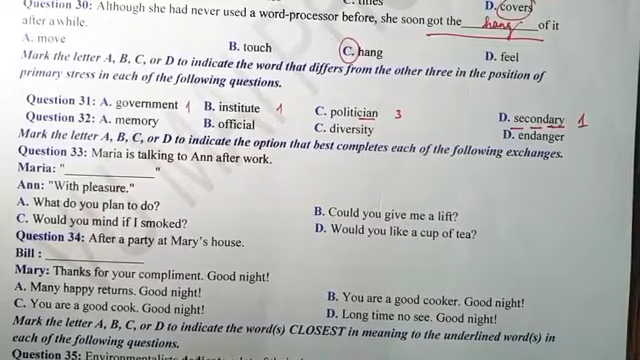 D. covers
Question 30: Although she had never used a word-processor before, she soon got the hang of it
after a while.
A. move B. touch C. hang D. feel
Mark the letter A, B, C, or D to indicate the word that differs from the other three in the position of
primary stress in each of the following questions.
Question 31: A. government 1 B. institute 1 C. politician 3 D. secondary 1
Question 32: A. memory B. official C. diversity D. endanger
Mark the letter A, B, C, or D to indicate the option that best completes each of the following exchanges.
Question 33: Maria is talking to Ann after work.
Maria: "____________"
Ann: "With pleasure."
A. What do you plan to do? B. Could you give me a lift?
C. Would you mind if I smoked? D. Would you like a cup of tea?
Question 34: After a party at Mary's house.
Bill : ____________
Mary: Thanks for your compliment. Good night!
A. Many happy returns. Good night! B. You are a good cooker. Good night!
C. You are a good cook. Good night! D. Long time no see. Good night!
Mark the letter A, B, C, or D to indicate the word(s) CLOSEST in meaning to the underlined word(s) in
each of the following questions.
Question 35: Environmentalists